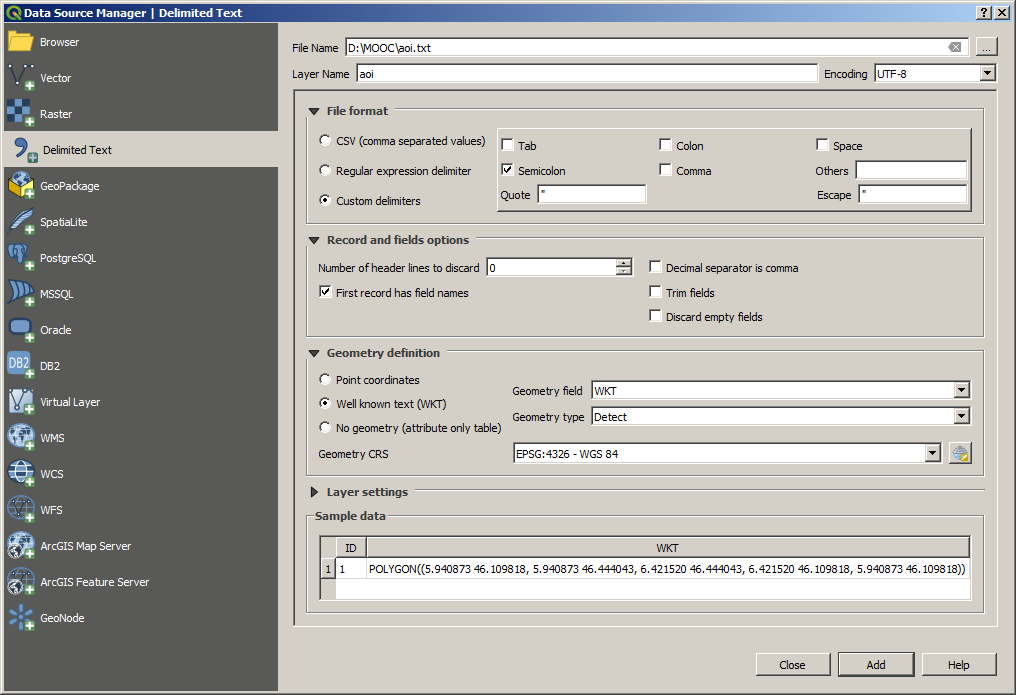 Data Source Manager | Delimited Text
Browser
Vector
Raster
Delimited Text
GeoPackage
SpatiaLite
PostgreSQL
MSSQL
Oracle
DB2
DB2
Virtual Layer
WMS
WCS
WFS
ArcGIS Map Server
ArcGIS Feature Server
GeoNode
File Name D:\MOOC\aoi.txt ...
Layer Name aoi Encoding UTF-8
File format
CSV (comma separated values) Tab Colon Space
Regular expression delimiter Semicolon Comma Others
Custom delimiters Quote " Escape "
Record and fields options
Number of header lines to discard 0 Decimal separator is comma
First record has field names Trim fields
Discard empty fields
Geometry definition
Point coordinates
Well known text (WKT)
No geometry (attribute only table)
Geometry field WKT
Geometry type Detect
Geometry CRS EPSG:4326 - WGS 84
Layer settings
Sample data
ID WKT
1 1 POLYGON((5.940873 46.109818, 5.940873 46.444043, 6.421520 46.444043, 6.421520 46.109818, 5.940873 46.109818))
Close Add Help